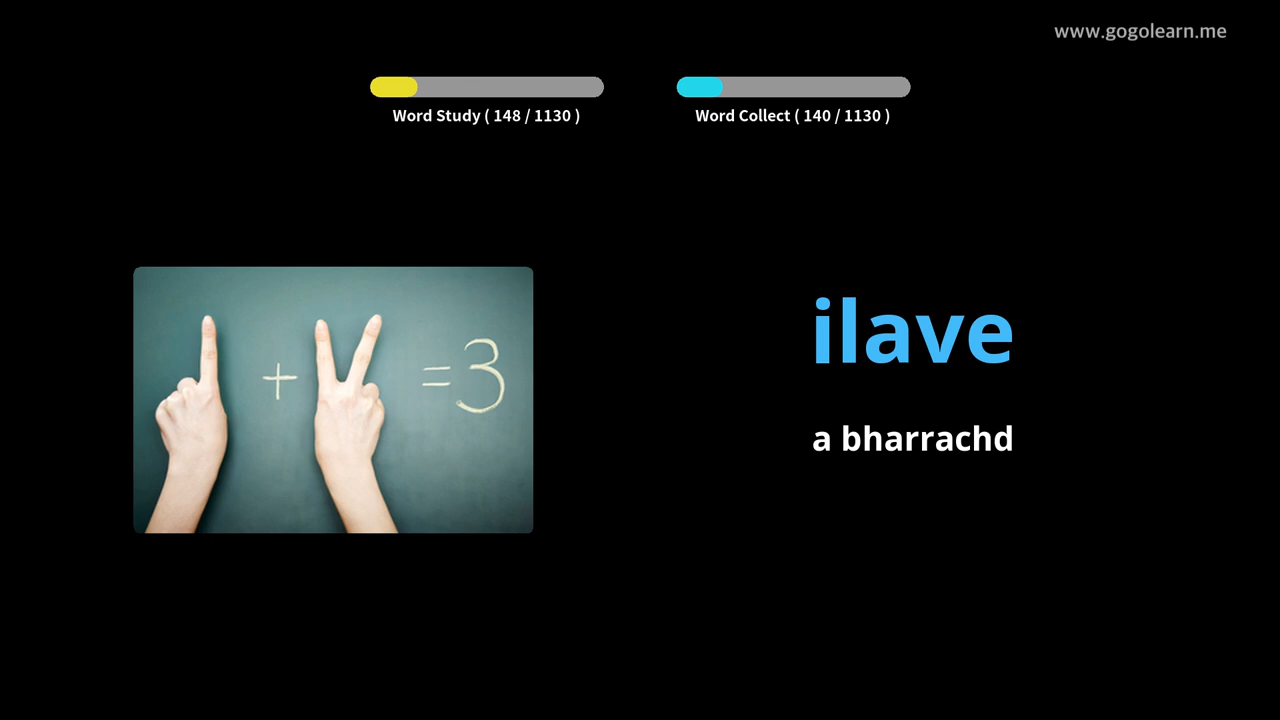 www.gogolearn.me
Word Study ( 148 / 1130 )
Word Collect ( 140 / 1130 )
+ = 3
ilave
a bharrachd